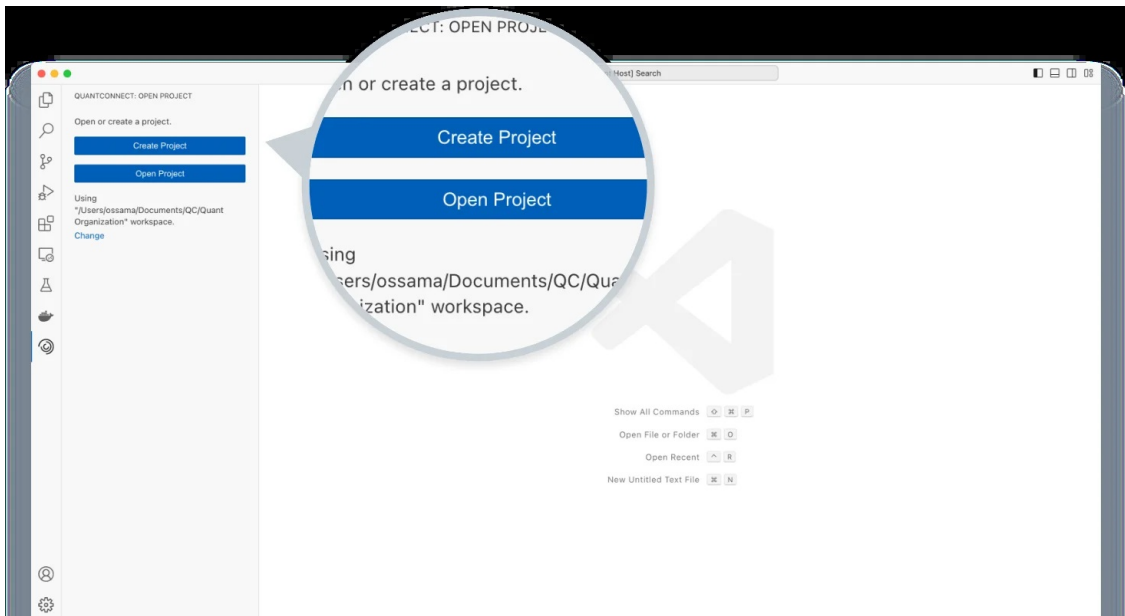 Host] Search
QUANTCONNECT: OPEN PROJECT
Open or create a project.
Create Project
Open Project
Using
"/Users/ossama/Documents/QC/Quant
Organization" workspace.
Change
ECT: OPEN PROJE
n or create a project.
Create Project
Open Project
sing
sers/ossama/Documents/QC/Qua
ization" workspace.
Show All Commands ⇧ ⌘ P
Open File or Folder ⌘ O
Open Recent ^ R
New Untitled Text File ⌘ N